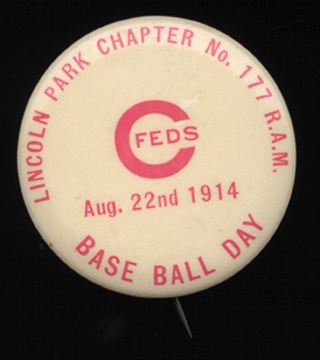 LINCOLN PARK CHAPTER No. 177 R.A.M.
C FEDS
Aug. 22nd 1914
BASE BALL DAY